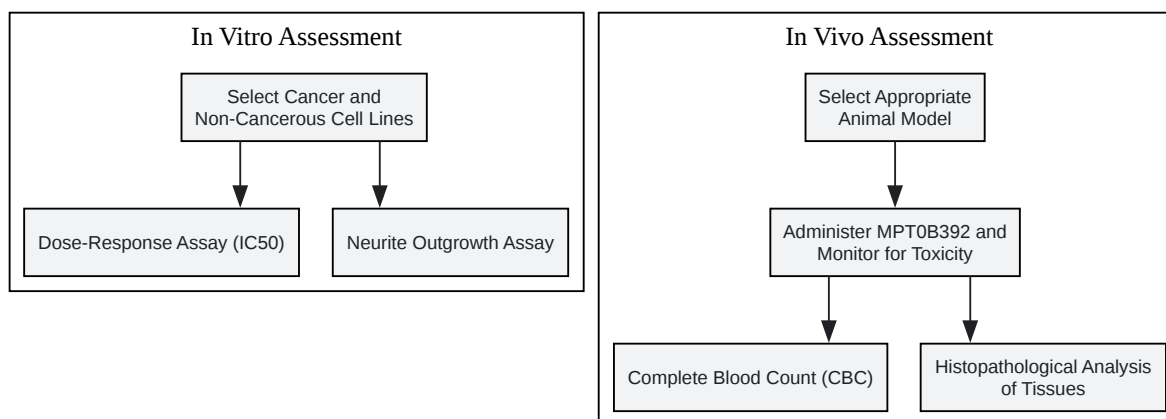 In Vitro Assessment
Select Cancer and
Non-Cancerous Cell Lines
Dose-Response Assay (IC50)
Neurite Outgrowth Assay
In Vivo Assessment
Select Appropriate
Animal Model
Administer MPT0B392 and
Monitor for Toxicity
Complete Blood Count (CBC)
Histopathological Analysis
of Tissues